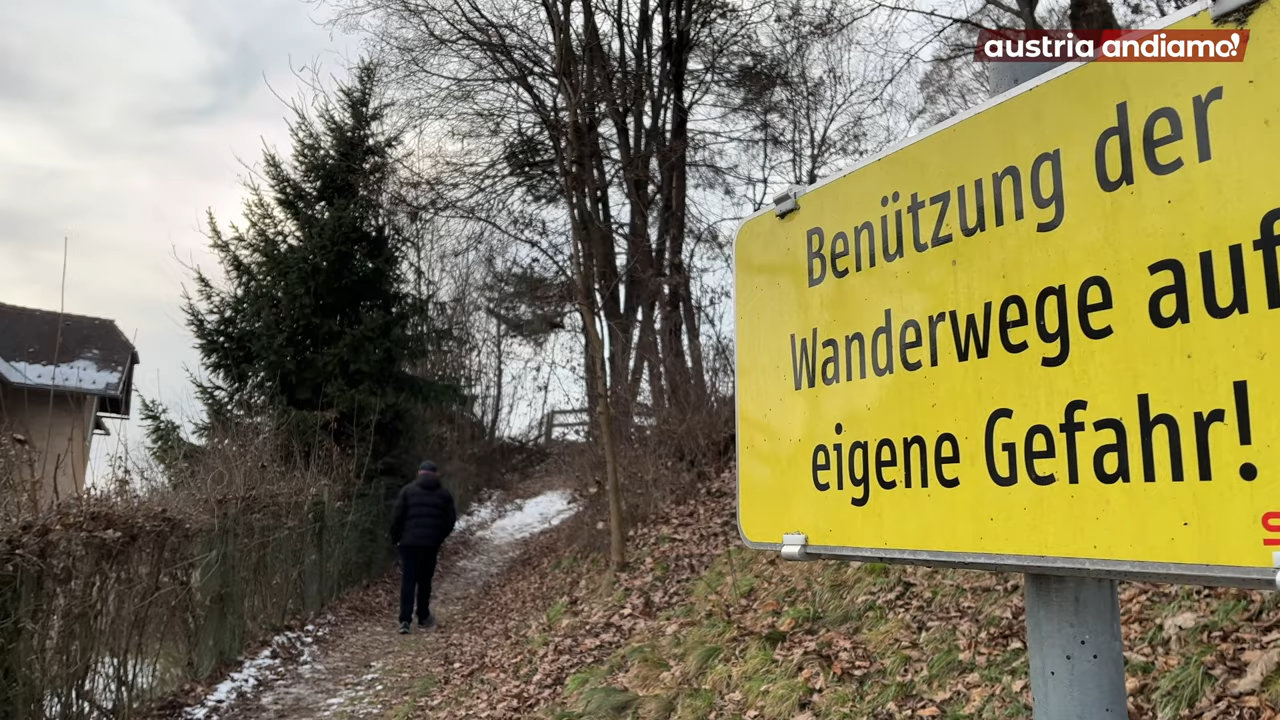 austria andiamo!
Benützung der
Wanderwege auf
eigene Gefahr!